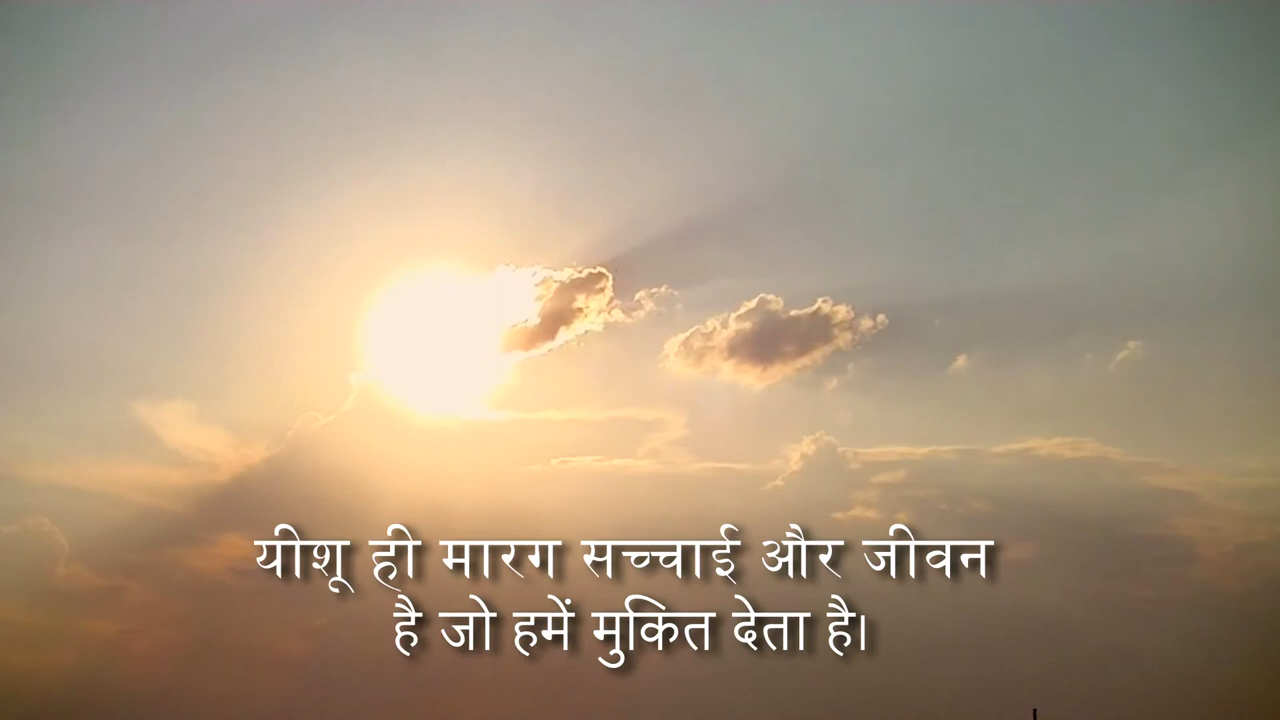 यीशू ही मारग सच्चाई और जीवन
है जो हमें मुकित देता है।